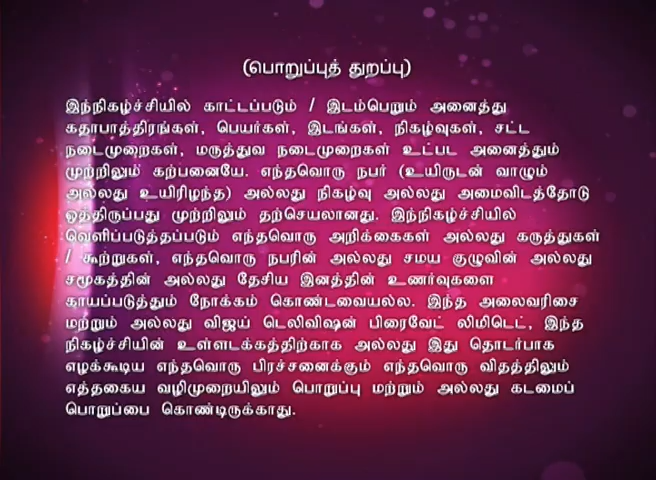 (பொறுப்புத் துறப்பு)
இந்நிகழ்ச்சியில் காட்டப்படும் / இடம்பெறும் அனைத்து
கதாபாத்திரங்கள், பெயர்கள், இடங்கள், நிகழ்வுகள், சட்ட
நடைமுறைகள், மருத்துவ நடைமுறைகள் உட்பட அனைத்தும்
முற்றிலும் கற்பனையே. எந்தவொரு நபர் (உயிருடன் வாழும்
அல்லது உயிரிழந்த) அல்லது நிகழ்வு அல்லது அமைவிடத்தோடு
ஒத்திருப்பது முற்றிலும் தற்செயலானது. இந்நிகழ்ச்சியில்
வெளிப்படுத்தப்படும் எந்தவொரு அறிக்கைகள் அல்லது கருத்துகள்
/ கூற்றுகள், எந்தவொரு நபரின் அல்லது சமய குழுவின் அல்லது
சமூகத்தின் அல்லது தேசிய இனத்தின் உணர்வுகளை
காயப்படுத்தும் நோக்கம் கொண்டவையல்ல. இந்த அலைவரிசை
மற்றும் அல்லது விஜய் டெலிவிஷன் பிரைவேட் லிமிடெட், இந்த
நிகழ்ச்சியின் உள்ளடக்கத்திற்காக அல்லது இது தொடர்பாக
எழக்கூடிய எந்தவொரு பிரச்சனைக்கும் எந்தவொரு விதத்திலும்
எத்தகைய வழிமுறையிலும் பொறுப்பு மற்றும் அல்லது கடமைப்
பொறுப்பை கொண்டிருக்காது.